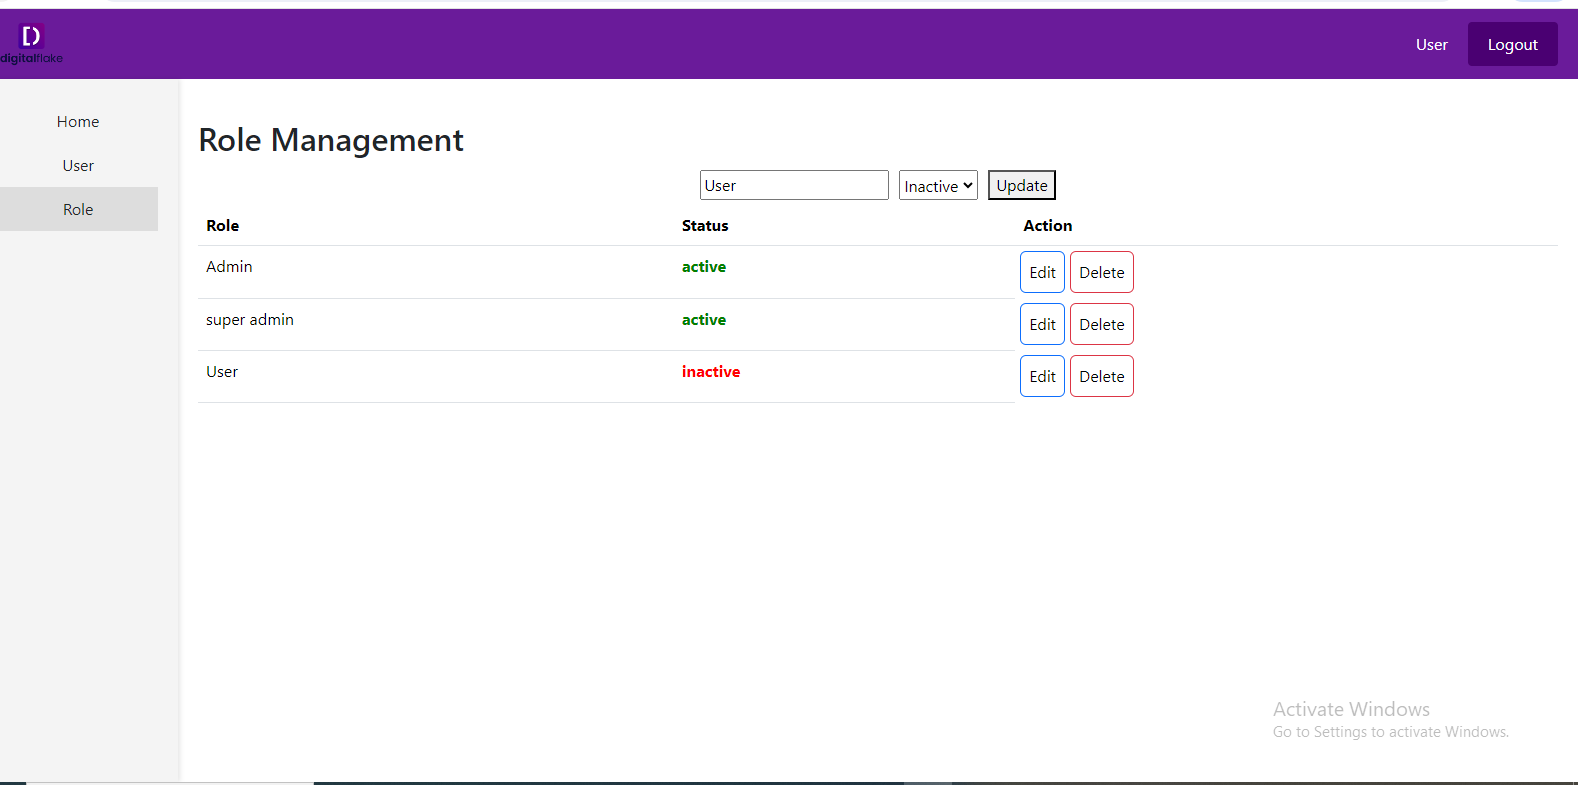 digitalflake
User Logout
Home
User
Role
Role Management
User Inactive Update
Role Status Action
Admin active Edit Delete
super admin active Edit Delete
User inactive Edit Delete
Activate Windows
Go to Settings to activate Windows.